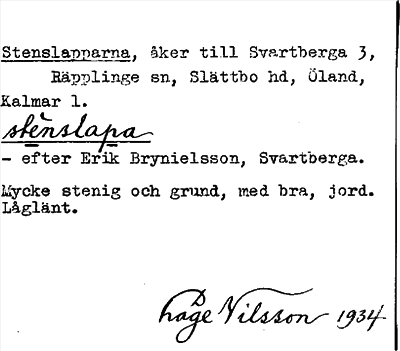 Stenslapparna, åker till Svartberga 3,
Räpplinge sn, Slättbo hd, Öland,
Kalmar l.
stènslapa
- efter Erik Brynielsson, Svartberga.
Mycke stenig och grund, med bra, jord.
Låglänt.
Dage Nilsson 1934